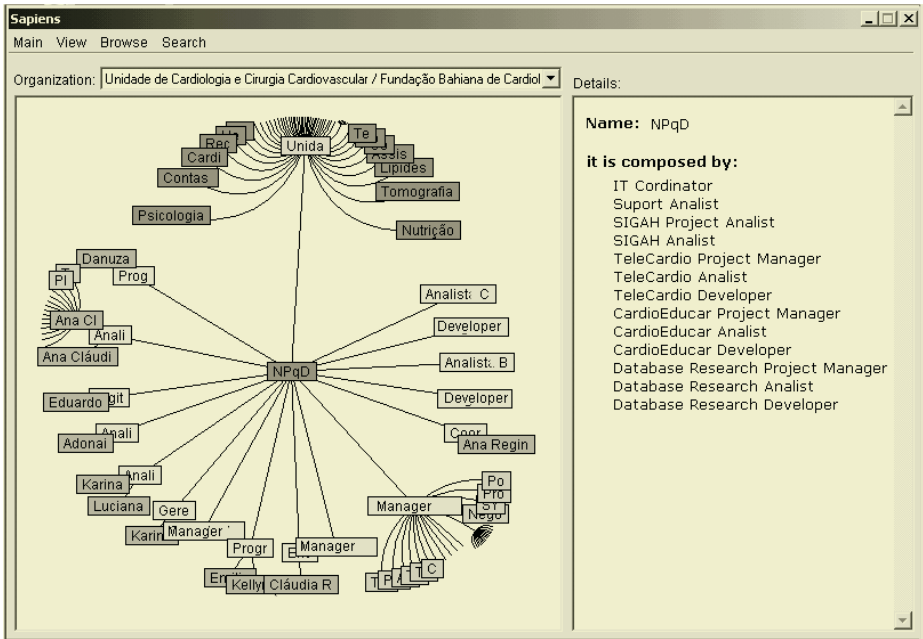 Sapiens
Main View Browse Search
Organization: Unidade de Cardiologia e Cirurgia Cardiovascular / Fundação Bahiana de Cardiol
Details:
Unida
Te
Rec
Assis
Cardi
Lipides
Contas
Tomografia
Psicologia
Nutrição
Danuza
Prog
PI
Ana Cl
Anali
Ana Cláudi
Analist C
Developer
Analist B
Developer
NPqD
Eduardo
git
Adonai
Anali
Coor
Ana Regin
Karina
Anali
Luciana
Gere
Karin
Manager
Progr
Manager
Manager
Po
Pro
SY
Nego
Kelly
Cláudia R
T P A T T C
Name: NPqD
it is composed by:
IT Cordinator
Suport Analist
SIGAH Project Analist
SIGAH Analist
TeleCardio Project Manager
TeleCardio Analist
TeleCardio Developer
CardioEducar Project Manager
CardioEducar Analist
CardioEducar Developer
Database Research Project Manager
Database Research Analist
Database Research Developer